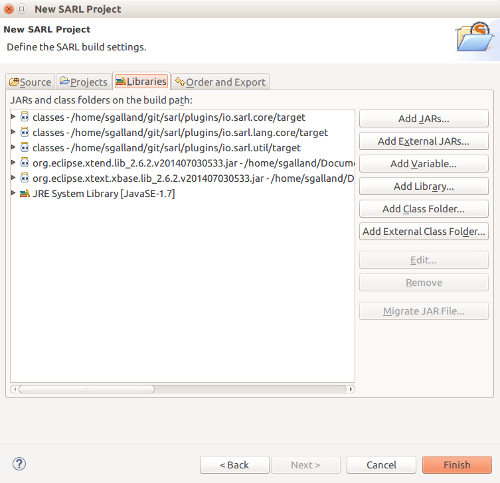 New SARL Project
New SARL Project
Define the SARL build settings.
Source Projects Libraries Order and Export
JARs and class folders on the build path:
classes - /home/sgalland/git/sarl/plugins/io.sarl.core/target
classes - /home/sgalland/git/sarl/plugins/io.sarl.lang.core/target
classes - /home/sgalland/git/sarl/plugins/io.sarl.util/target
org.eclipse.xtend.lib_2.6.2.v201407030533.jar - /home/sgalland/Docume
org.eclipse.xtext.xbase.lib_2.6.2.v201407030533.jar - /home/sgalland/D
JRE System Library [JavaSE-1.7]
Add JARs...
Add External JARs...
Add Variable...
Add Library...
Add Class Folder...
Add External Class Folder...
Edit...
Remove
Migrate JAR File...
? < Back Next > Cancel Finish